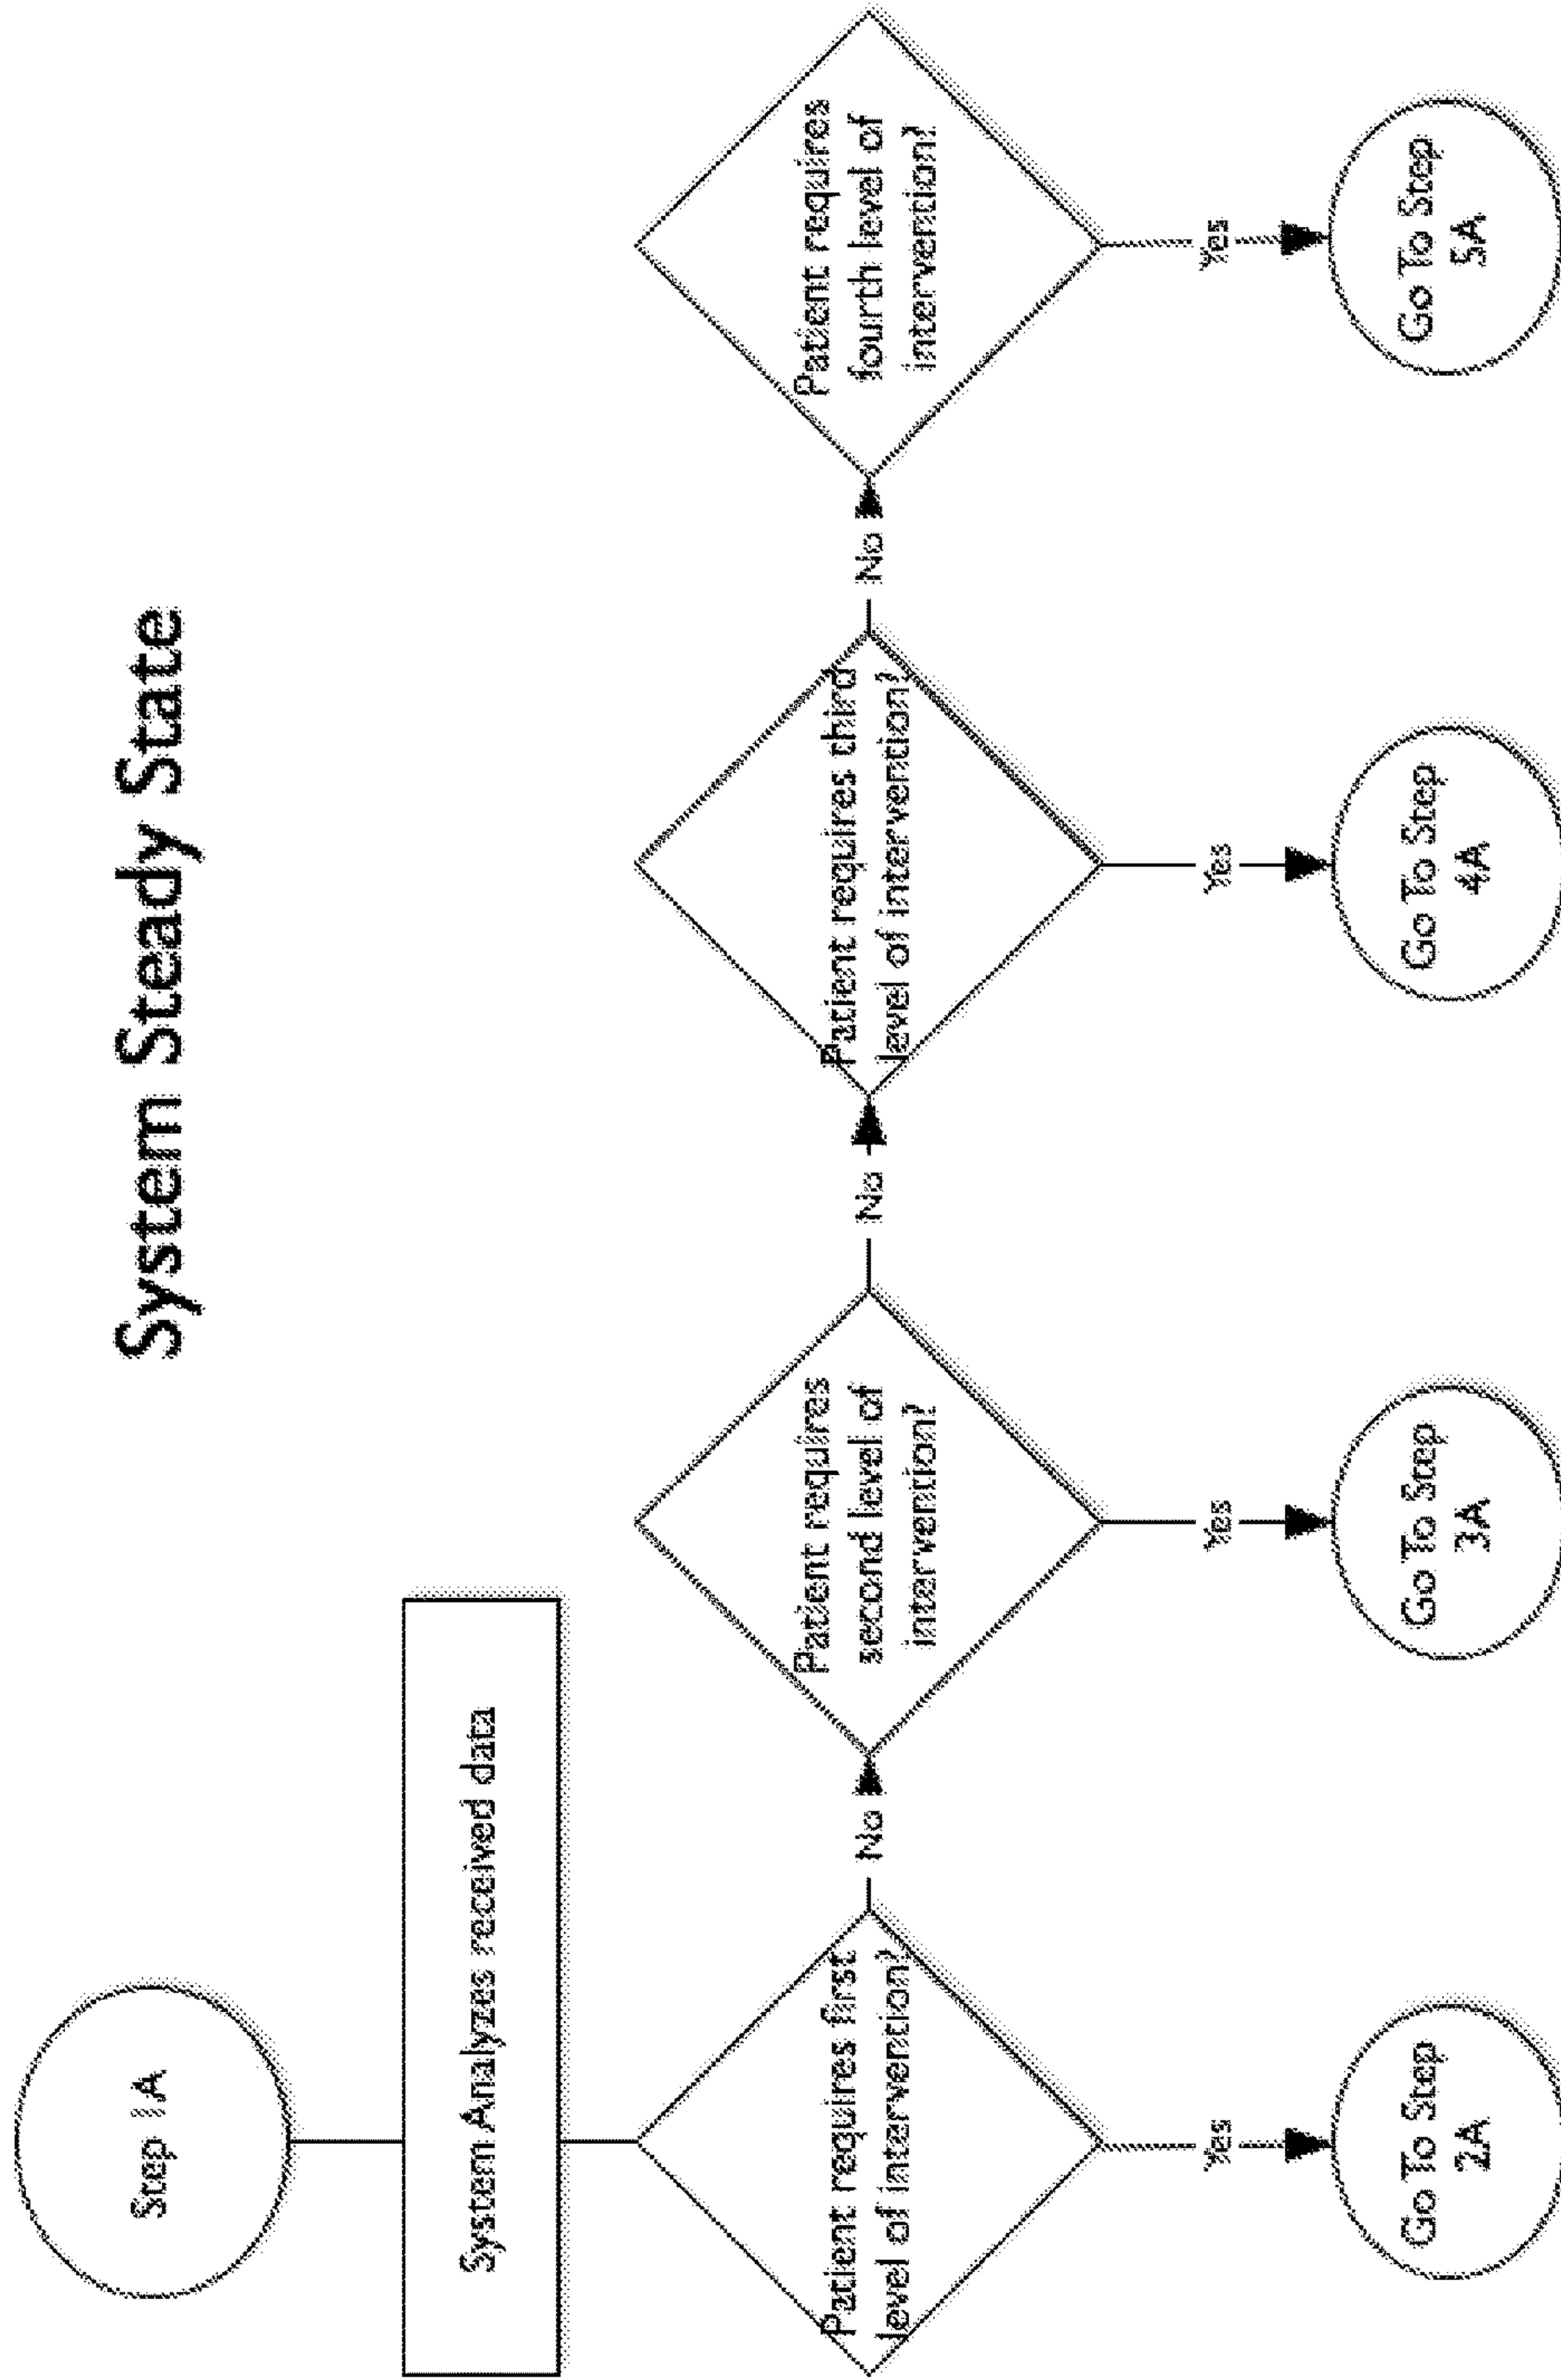 System Steady State
Step 1A
System Analyzes received data
Patient requires first
level of intervention?
No
Patient requires
second level of
intervention?
No
Patient requires third
level of intervention?
No
Patient requires
fourth level of
intervention?
Yes
Yes
Yes
Yes
Go To Step
2A
Go To Step
3A
Go To Step
4A
Go To Step
5A